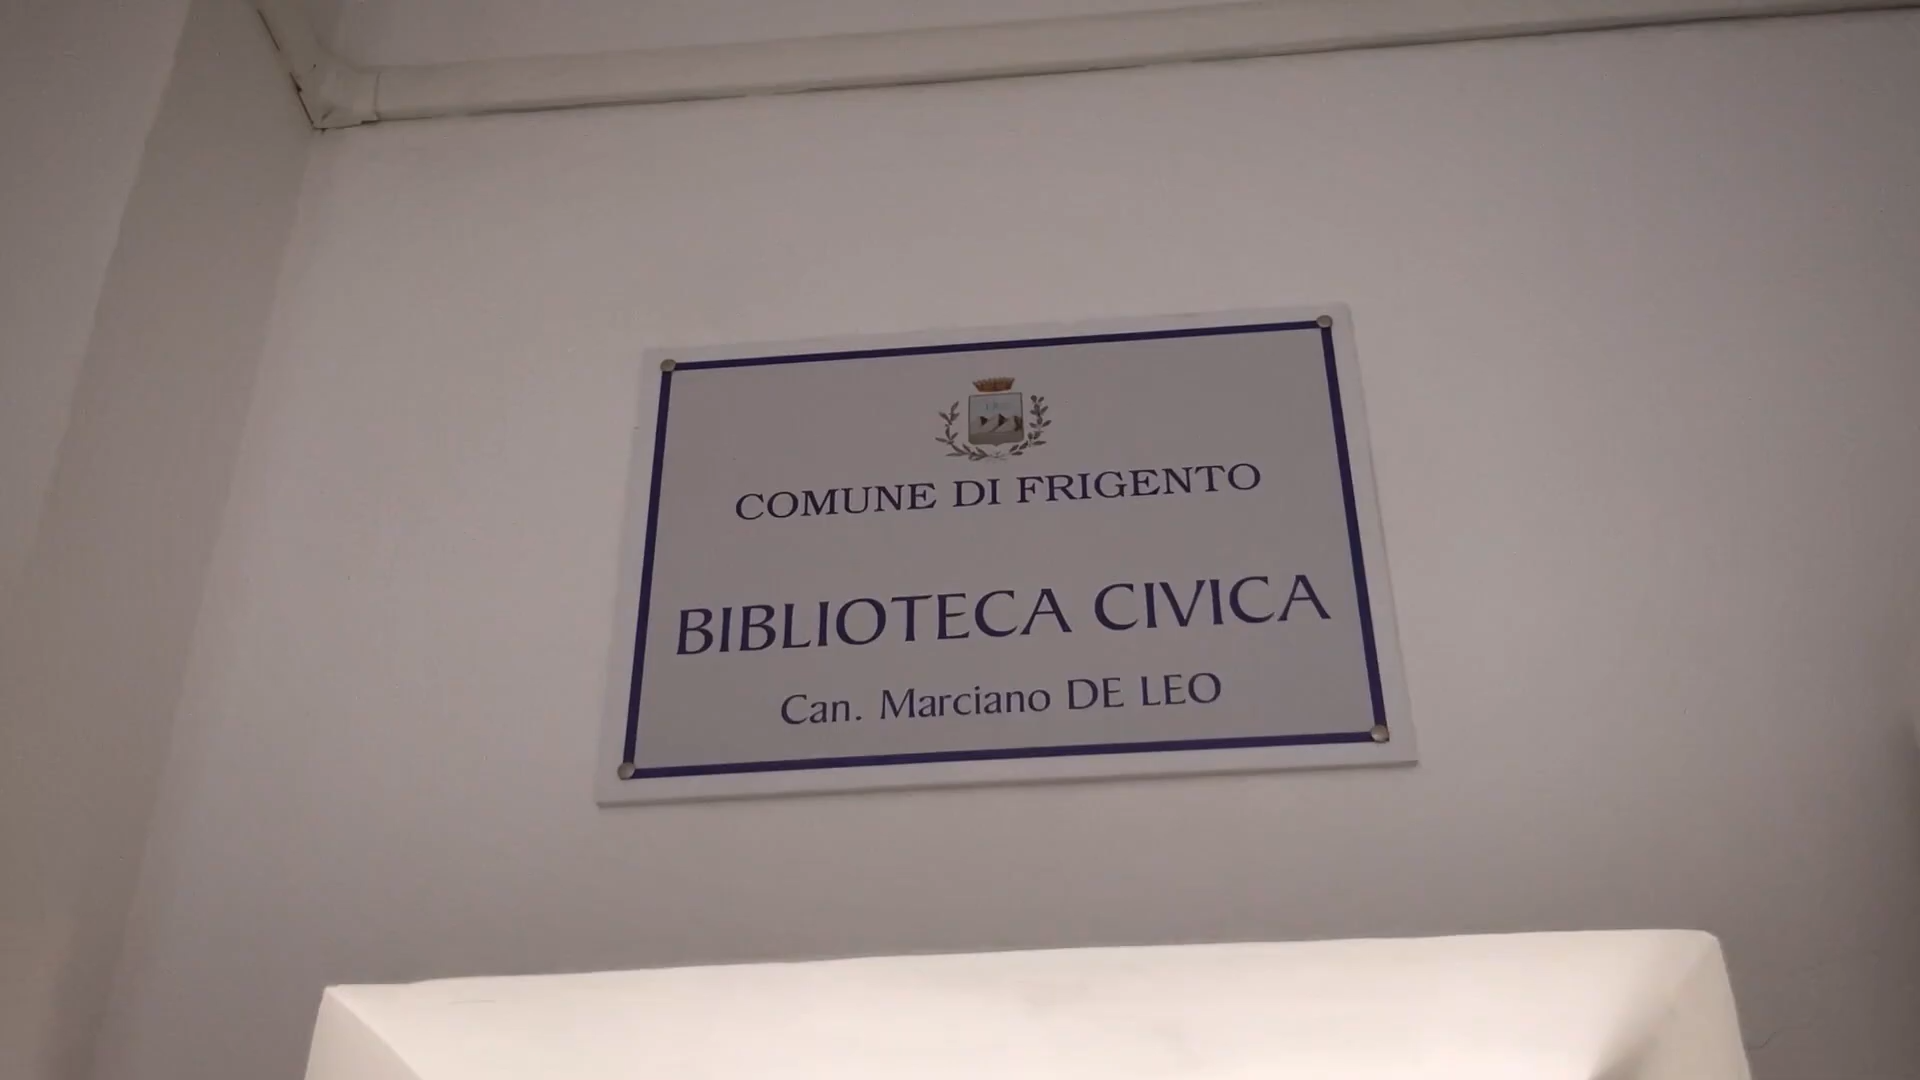 COMUNE DI FRIGENTO
BIBLIOTECA CIVICA
Can. Marciano DE LEO